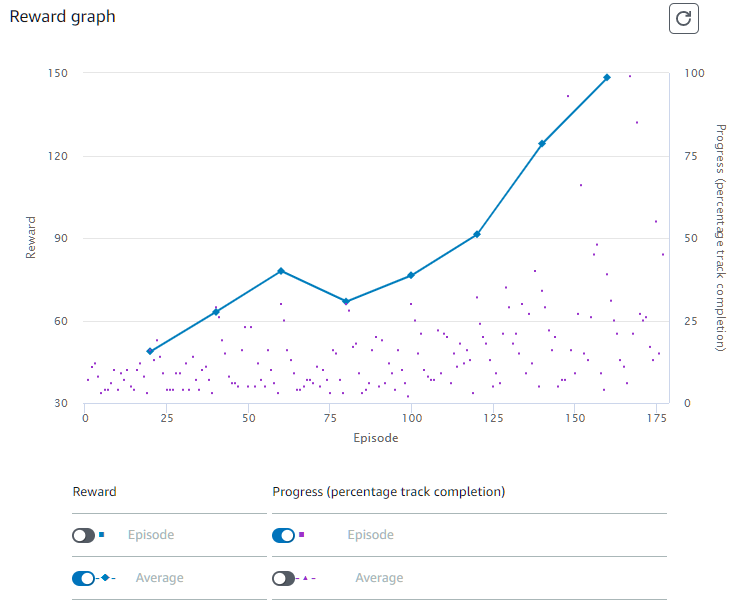 Reward graph
150
120
90
60
30
Reward
100
75
50
25
0
Progress (percentage track completion)
0
25
50
75
100
125
150
175
Episode
Reward
Progress (percentage track completion)
Episode
Episode
Average
Average